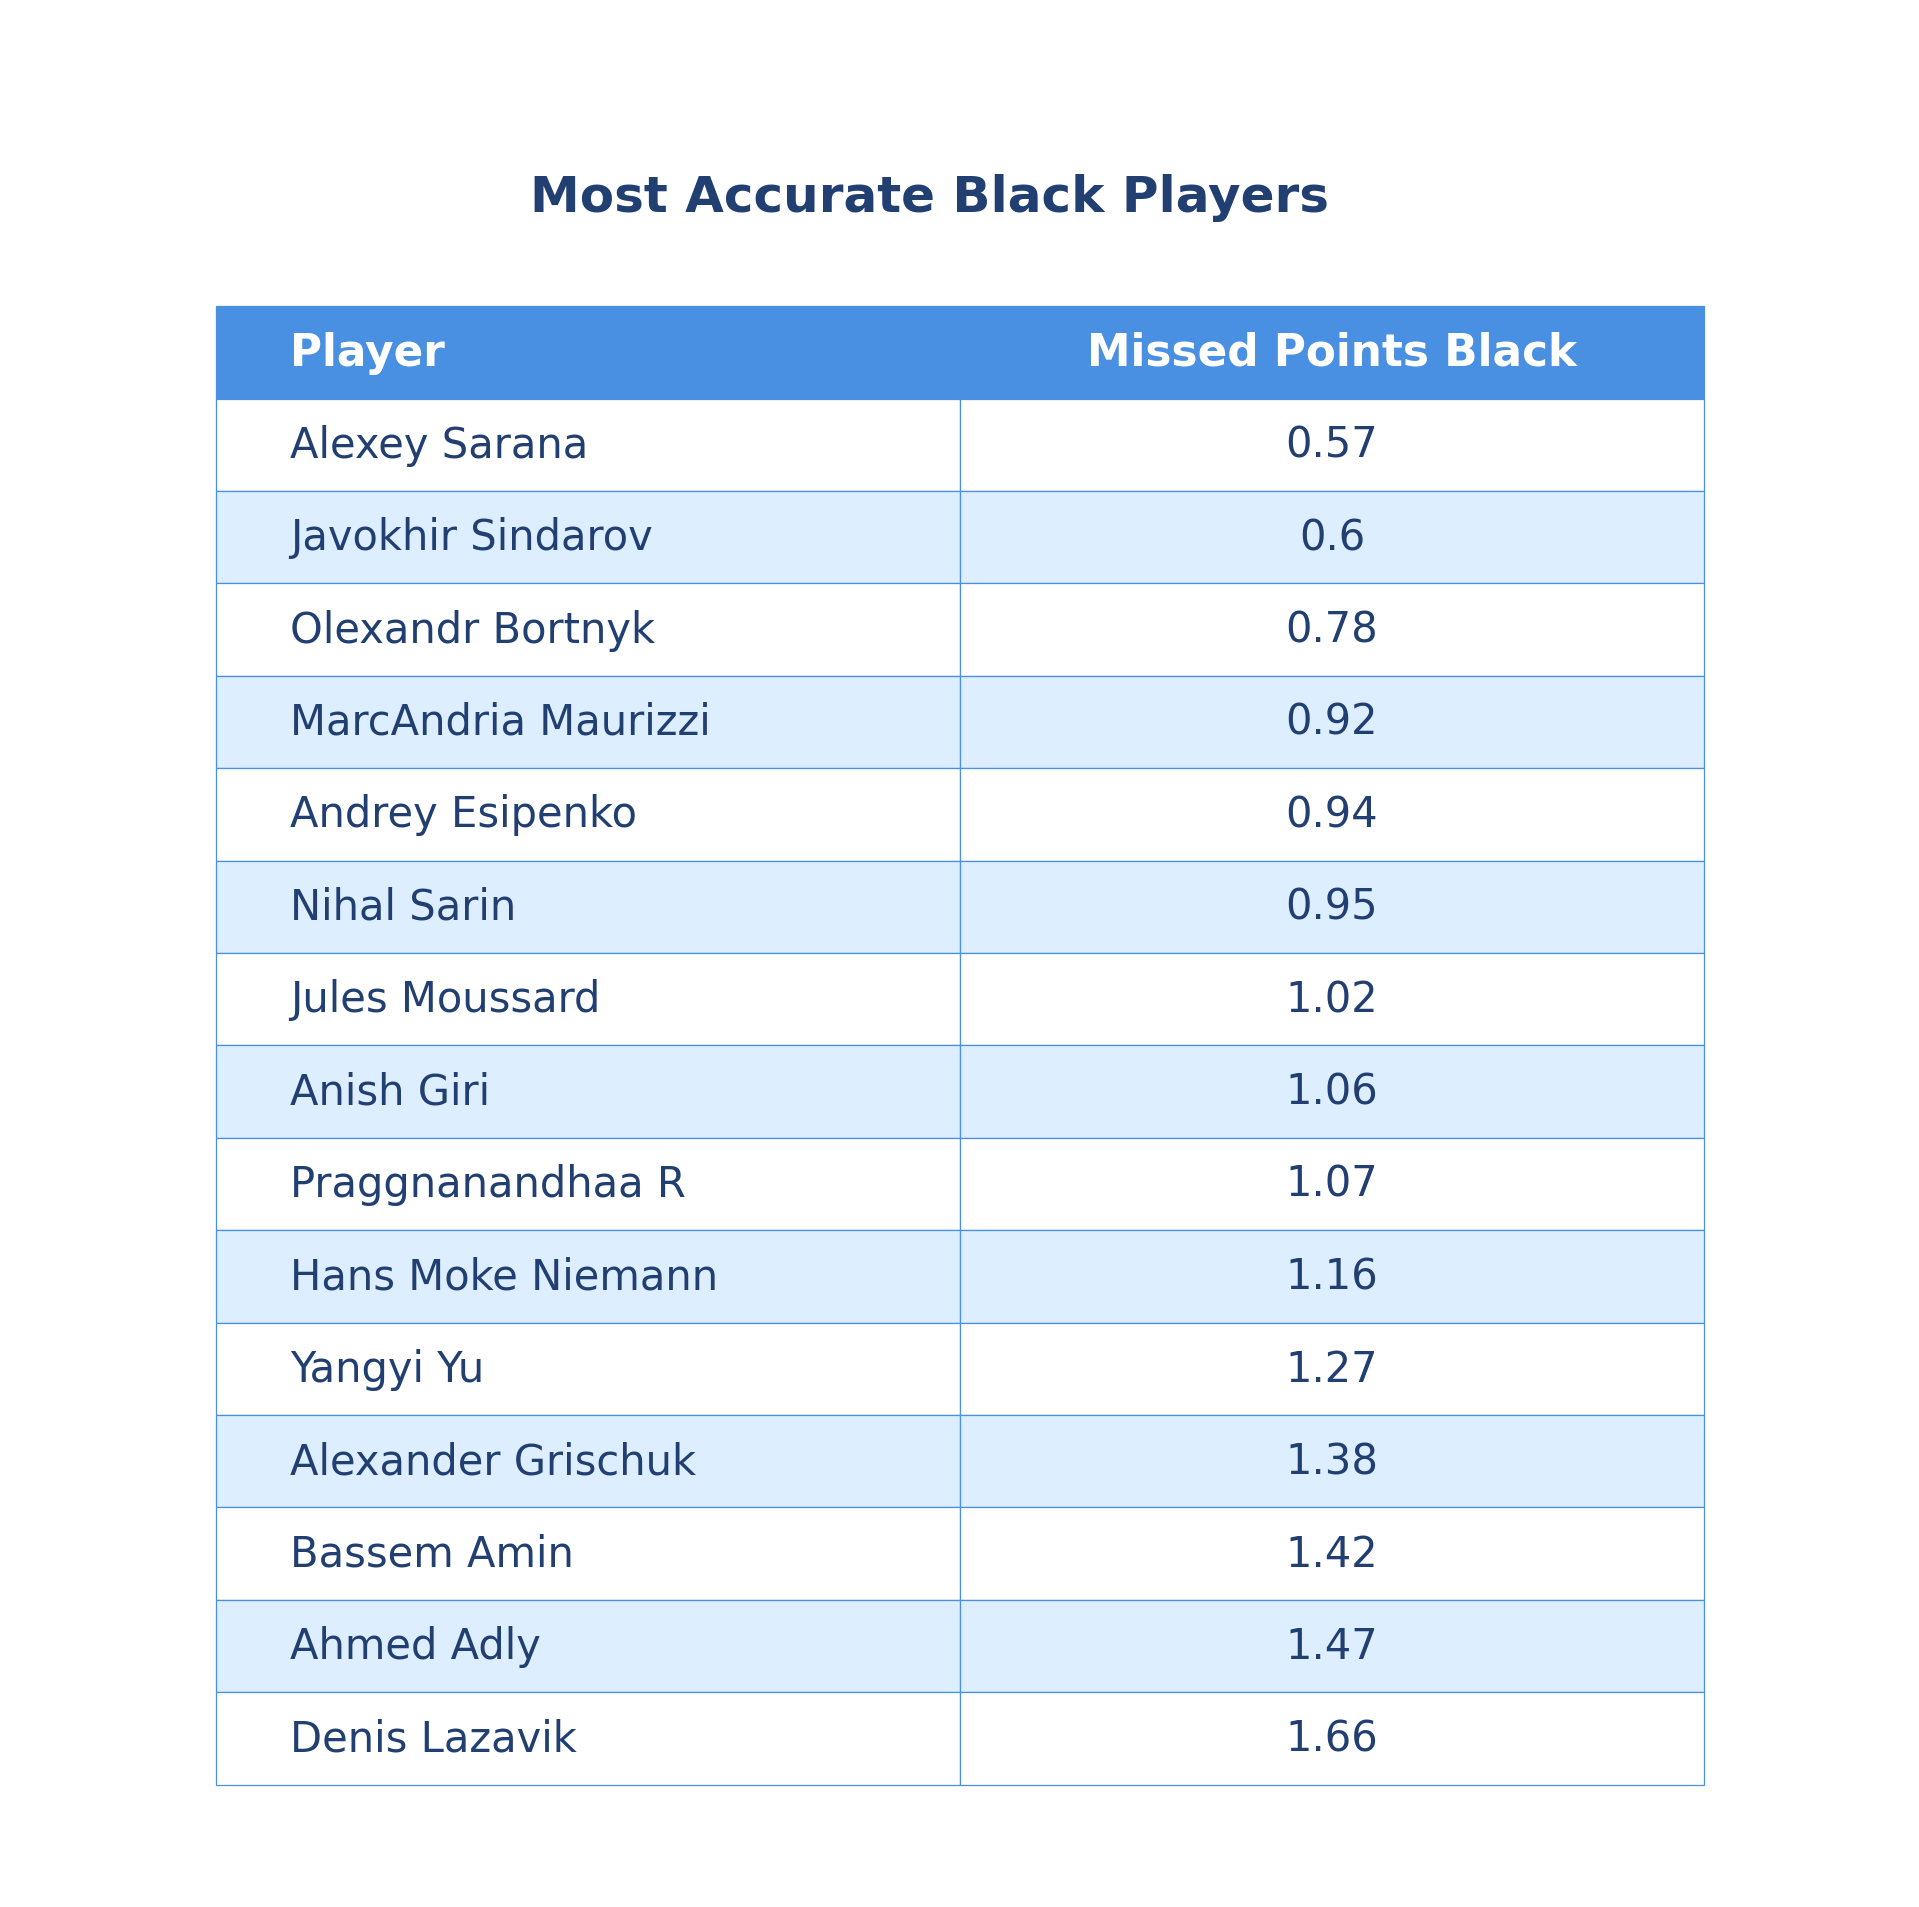 Most Accurate Black Players
Player Missed Points Black
Alexey Sarana 0.57
Javokhir Sindarov 0.6
Olexandr Bortnyk 0.78
MarcAndria Maurizzi 0.92
Andrey Esipenko 0.94
Nihal Sarin 0.95
Jules Moussard 1.02
Anish Giri 1.06
Praggnanandhaa R 1.07
Hans Moke Niemann 1.16
Yangyi Yu 1.27
Alexander Grischuk 1.38
Bassem Amin 1.42
Ahmed Adly 1.47
Denis Lazavik 1.66